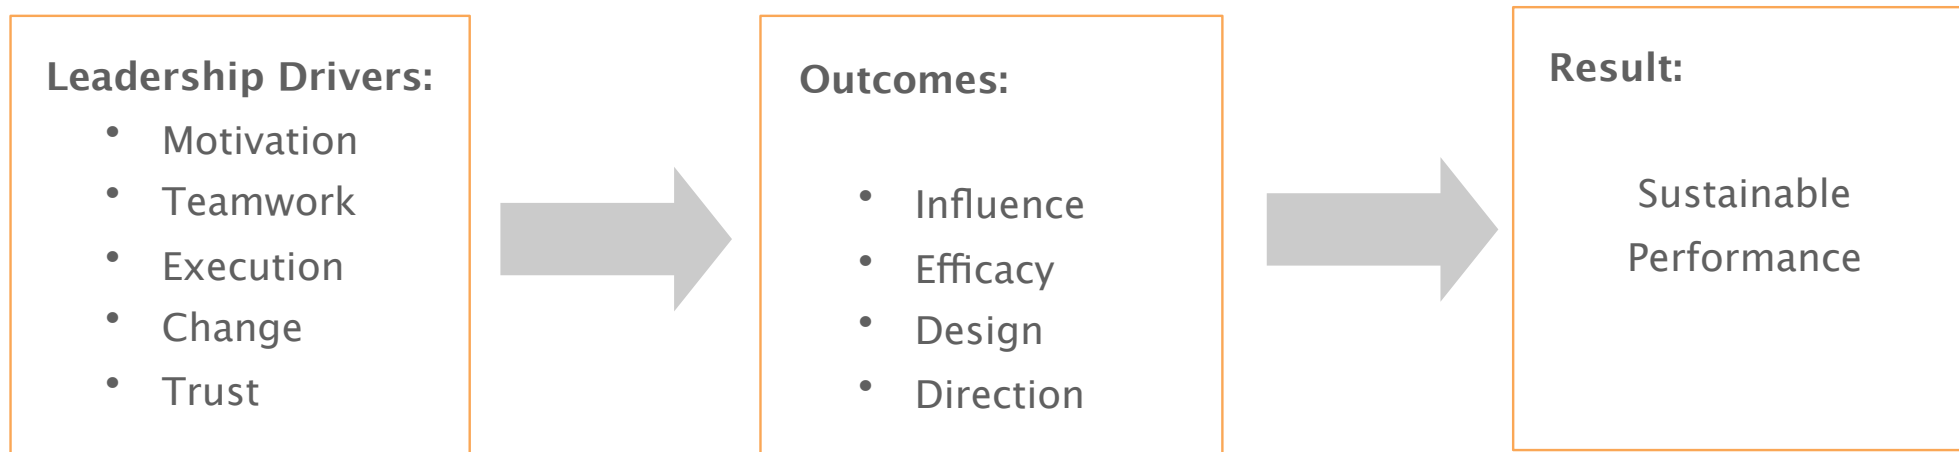 Leadership Drivers:
• Motivation
• Teamwork
• Execution
• Change
• Trust
Outcomes:
• Influence
• Efficacy
• Design
• Direction
Result:
Sustainable
Performance